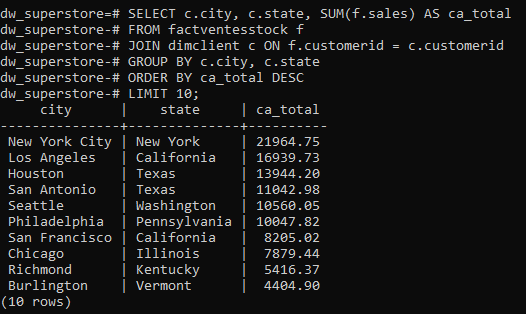 dw_superstore=# SELECT c.city, c.state, SUM(f.sales) AS ca_total
dw_superstore-# FROM factventesstock f
dw_superstore-# JOIN dimclient c ON f.customerid = c.customerid
dw_superstore-# GROUP BY c.city, c.state
dw_superstore-# ORDER BY ca_total DESC
dw_superstore-# LIMIT 10;
     city      |    state     | ca_total
---------------+--------------+----------
 New York City | New York     | 21964.75
 Los Angeles   | California   | 16939.73
 Houston       | Texas        | 13944.20
 San Antonio   | Texas        | 11042.98
 Seattle       | Washington   | 10560.05
 Philadelphia  | Pennsylvania | 10047.82
 San Francisco | California   |  8205.02
 Chicago       | Illinois     |  7879.44
 Richmond      | Kentucky     |  5416.37
 Burlington    | Vermont      |  4404.90
(10 rows)